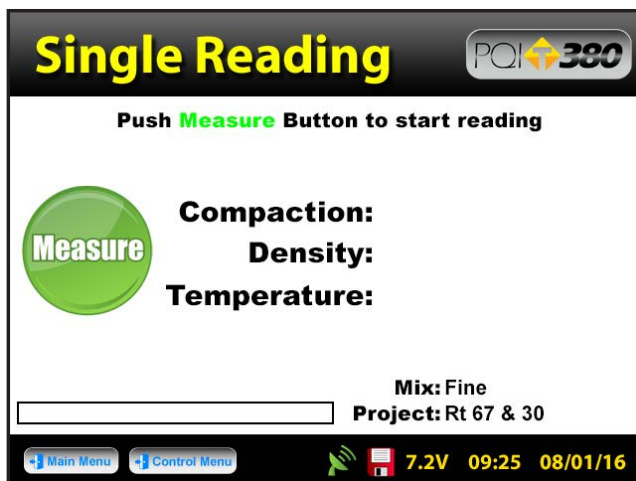 Single Reading
PQI 380
Push Measure Button to start reading
Measure
Compaction:
Density:
Temperature:
Mix: Fine
Project: Rt 67 & 30
Main Menu
Control Menu
7.2V 09:25 08/01/16